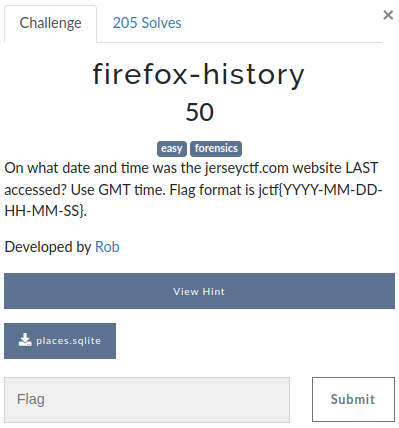 Challenge
205 Solves
×
firefox-history
50
easy forensics
On what date and time was the jerseyctf.com website LAST
accessed? Use GMT time. Flag format is jctf{YYYY-MM-DD-
HH-MM-SS}.
Developed by Rob
View Hint
places.sqlite
Flag
Submit